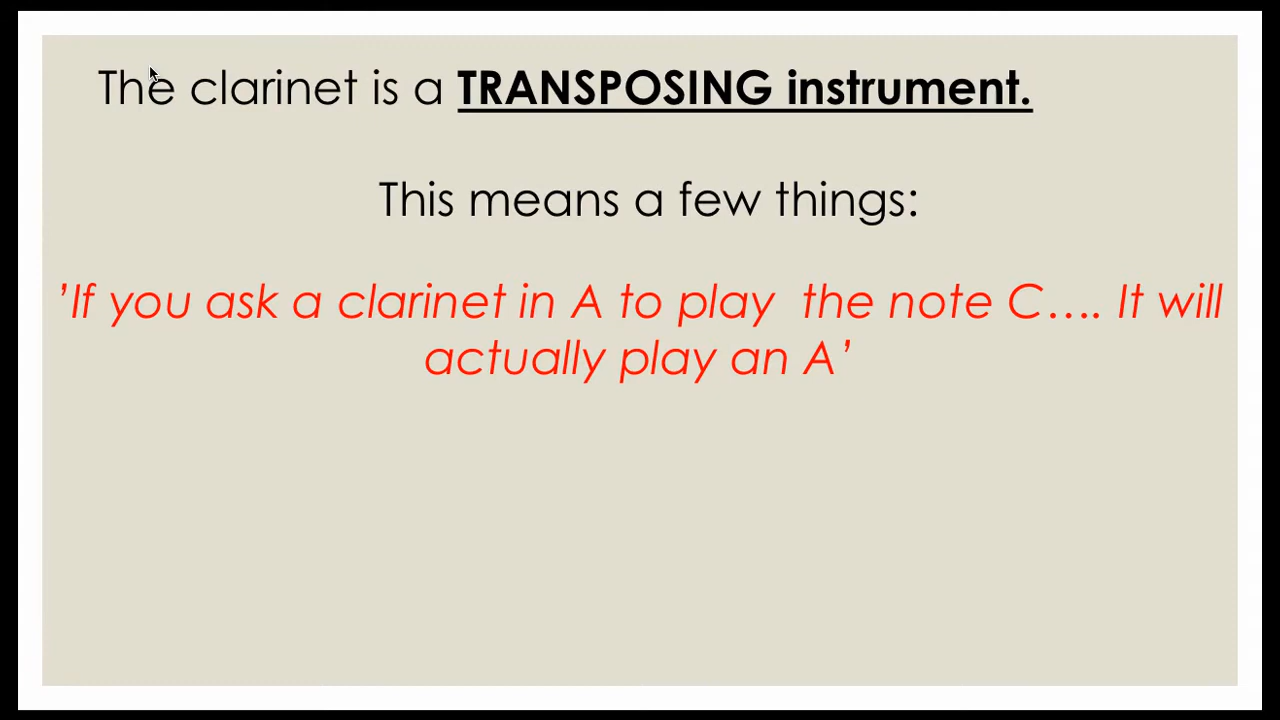 The clarinet is a TRANSPOSING instrument.
This means a few things:
’If you ask a clarinet in A to play  the note C…. It will
actually play an A’